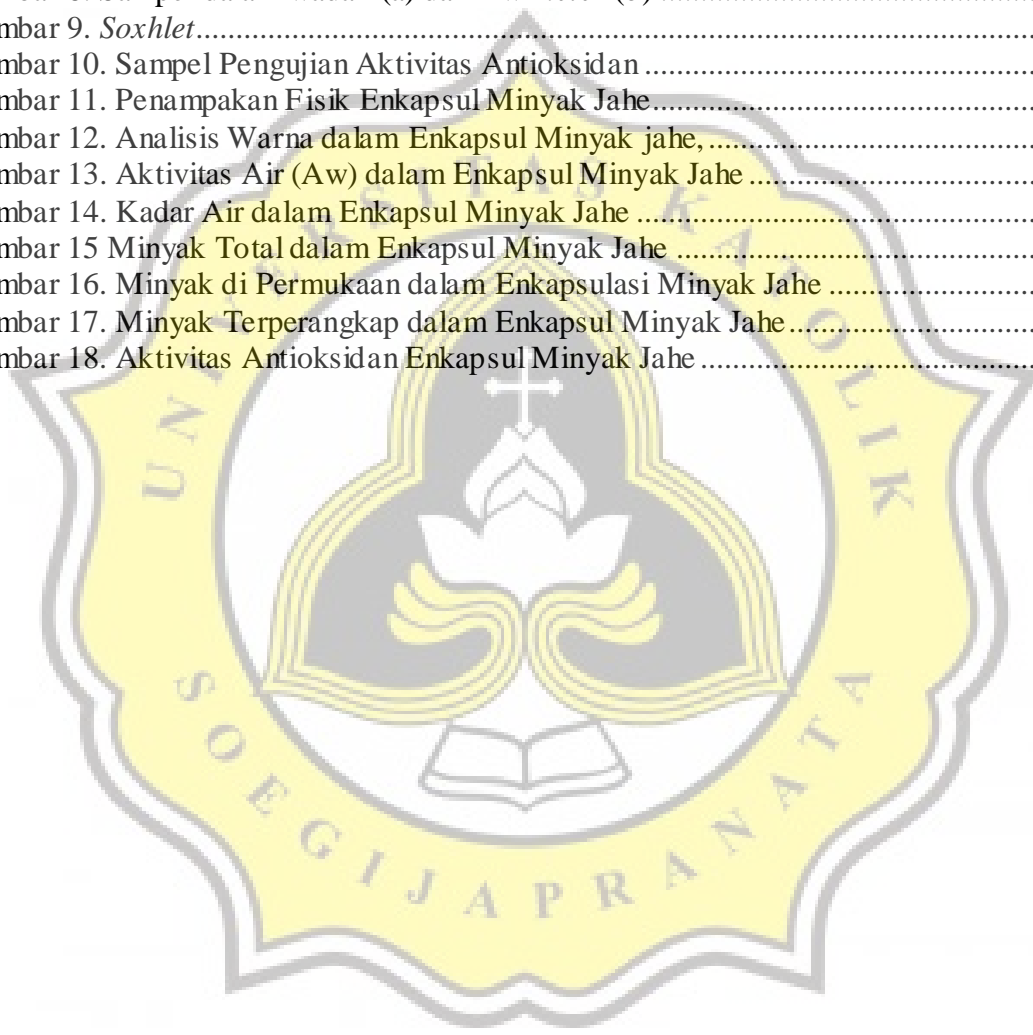 mbar 9. Soxhlet
mbar 10. Sampel Pengujian Aktivitas Antioksidan
mbar 11. Penampakan Fisik Enkapsul Minyak Jahe
mbar 12. Analisis Warna dalam Enkapsul Minyak jahe,
mbar 13. Aktivitas Air (Aw) dalam Enkapsul Minyak Jahe
mbar 14. Kadar Air dalam Enkapsul Minyak Jahe
mbar 15 Minyak Total dalam Enkapsul Minyak Jahe
mbar 16. Minyak di Permukaan dalam Enkapsulasi Minyak Jahe
mbar 17. Minyak Terperangkap dalam Enkapsul Minyak Jahe
mbar 18. Aktivitas Antioksidan Enkapsul Minyak Jahe
UNIVERSITAS KATOLIK
SOEGIJAPRANATA